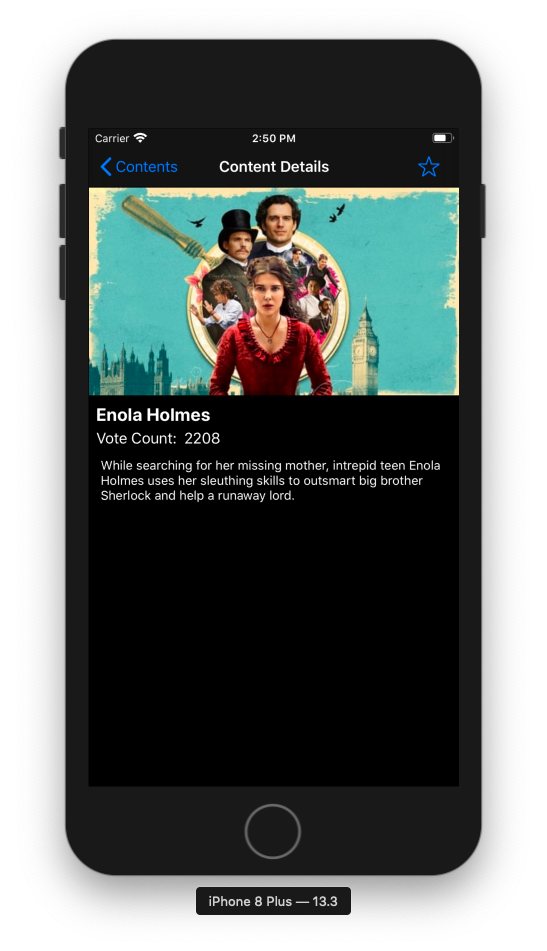 Carrier 2:50 PM
Contents Content Details
Enola Holmes
Vote Count: 2208
While searching for her missing mother, intrepid teen Enola
Holmes uses her sleuthing skills to outsmart big brother
Sherlock and help a runaway lord.
iPhone 8 Plus — 13.3